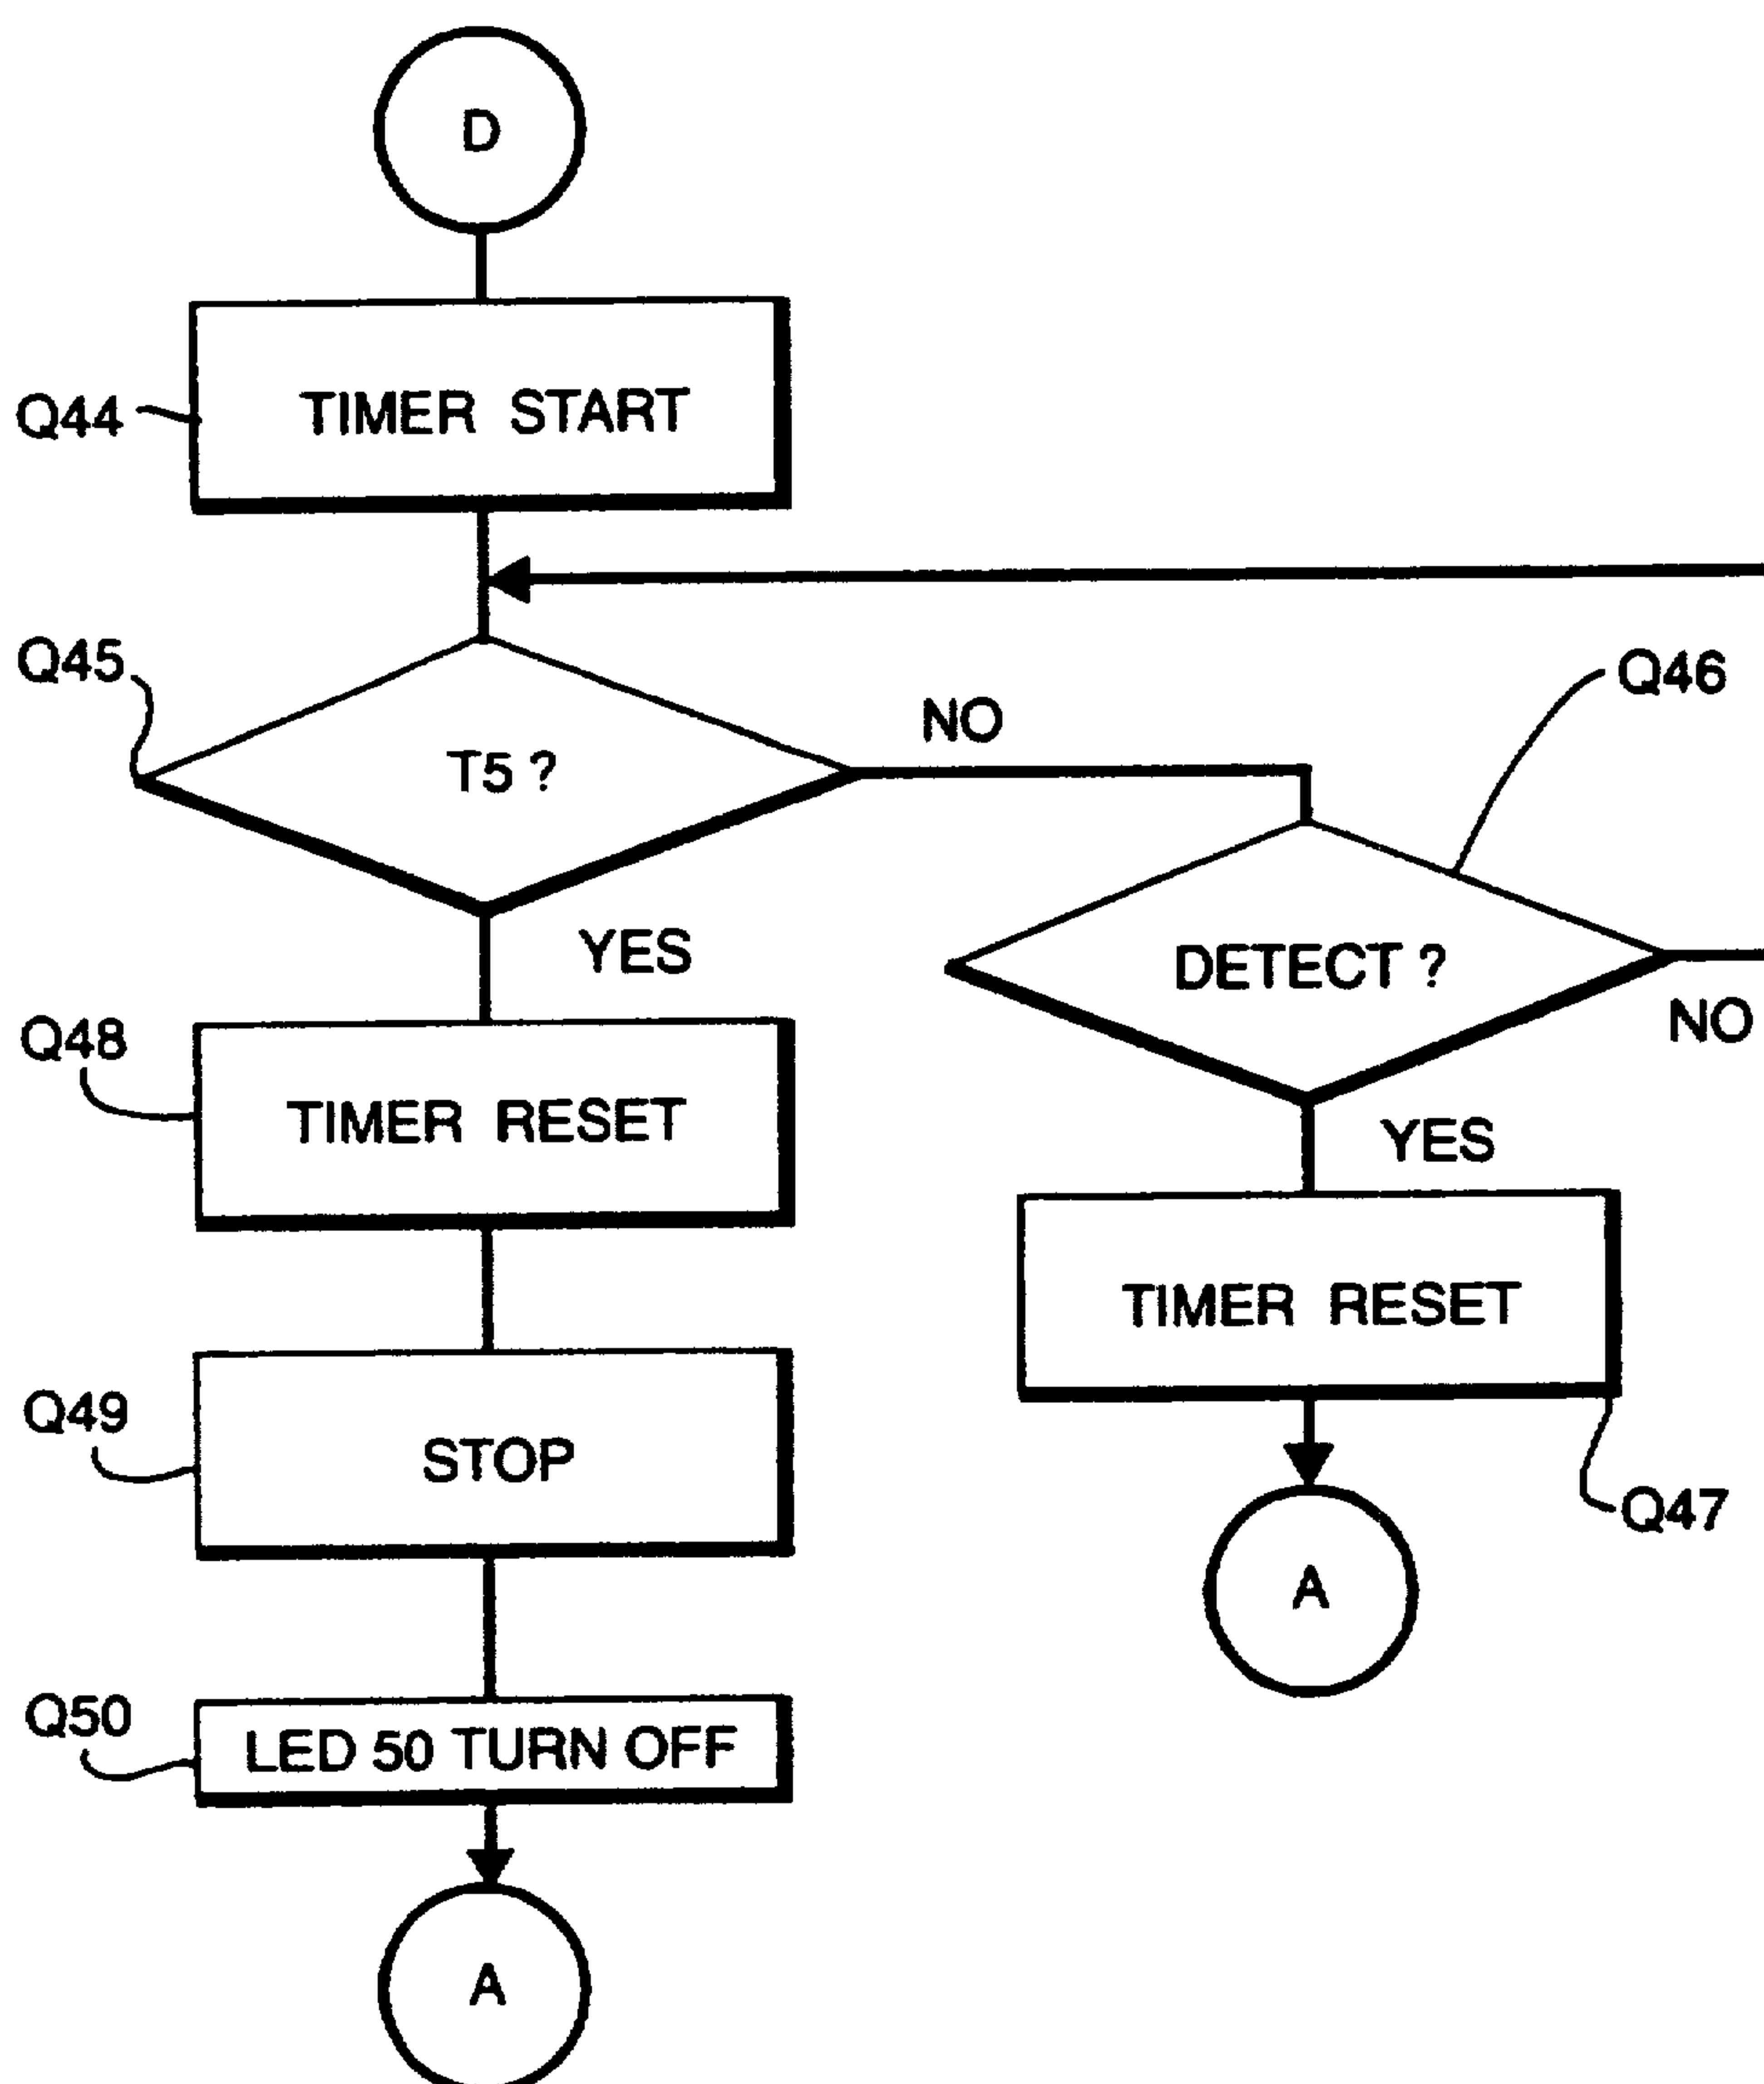 D
Q44
TIMER START
Q45
T5 ?
NO
Q46
DETECT ?
NO
YES
Q48
TIMER RESET
YES
TIMER RESET
Q47
Q49
STOP
A
Q50
LED 50 TURN OFF
A